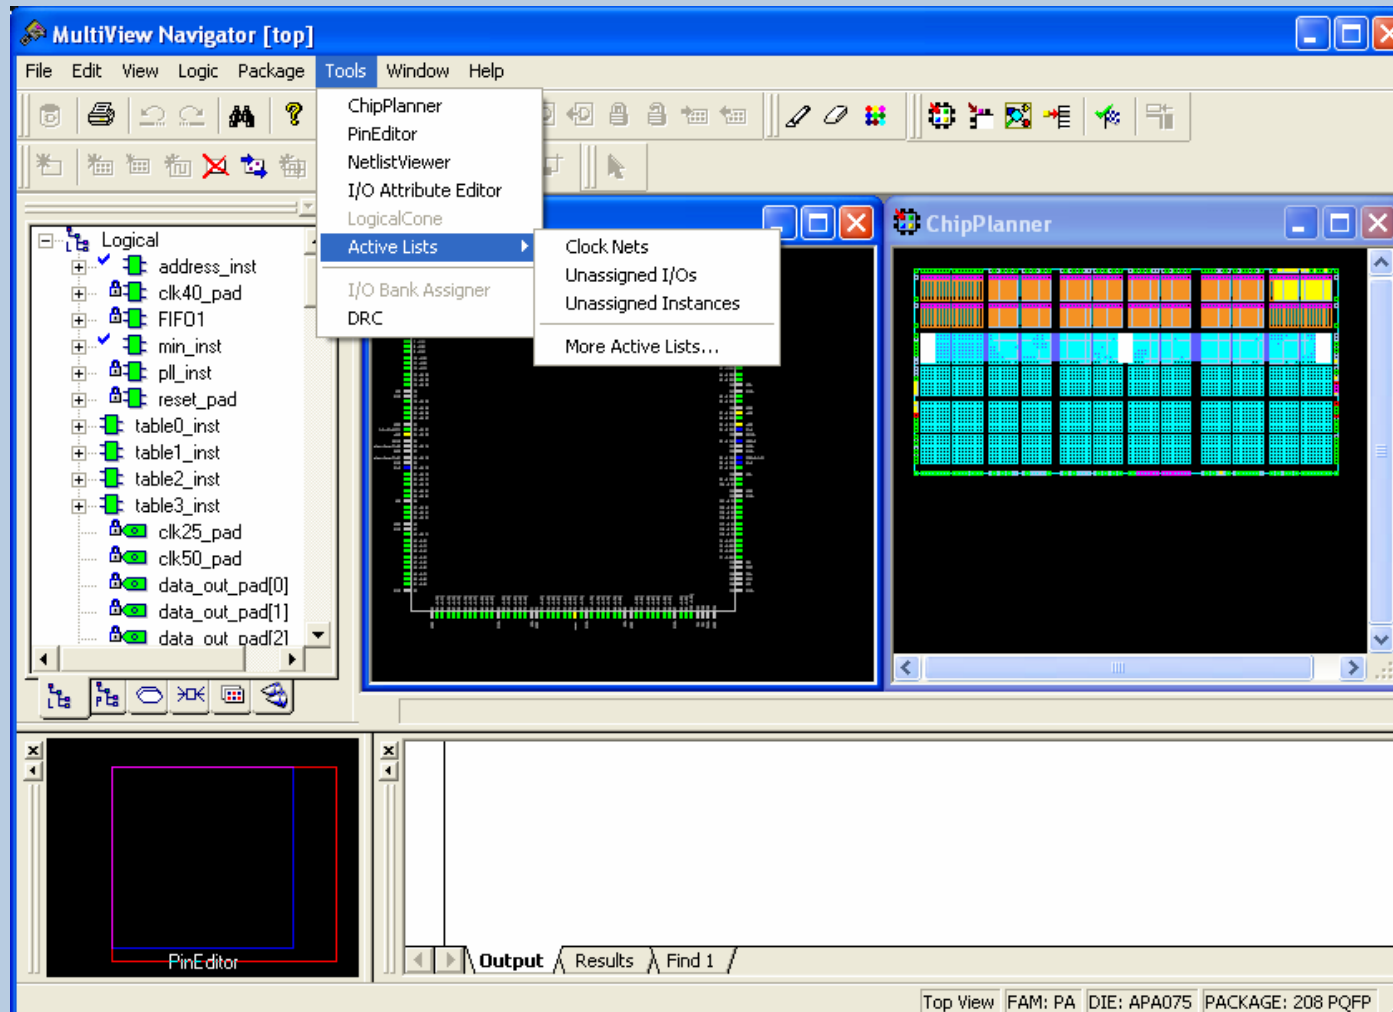 MultiView Navigator [top]
File Edit View Logic Package Tools Window Help
ChipPlanner
PinEditor
NetlistViewer
I/O Attribute Editor
LogicalCone
Active Lists
I/O Bank Assigner
DRC
Clock Nets
Unassigned I/Os
Unassigned Instances
More Active Lists...
ChipPlanner
Logical
address_inst
clk40_pad
FIFO1
min_inst
pll_inst
reset_pad
table0_inst
table1_inst
table2_inst
table3_inst
clk25_pad
clk50_pad
data_out_pad[0]
data_out_pad[1]
data_out_pad[2]
PinEditor
Output Results Find 1
Top View FAM: PA DIE: APA075 PACKAGE: 208 PQFP